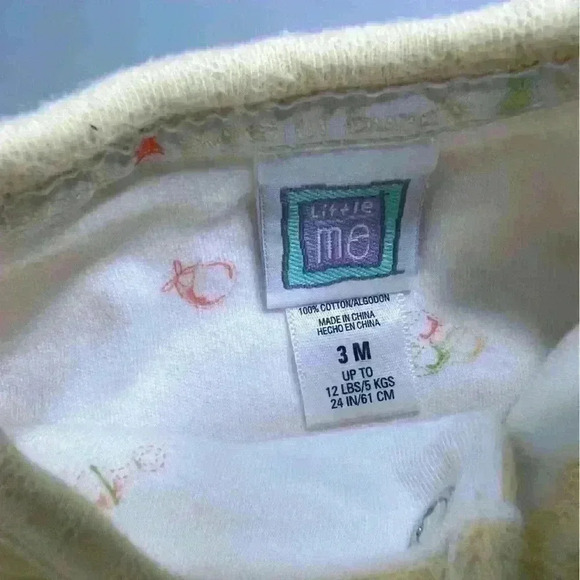 Little
me
100% COTTON/ALGODON
MADE IN CHINA
HECHO EN CHINA
3 M
UP TO
12 LBS/5 KGS
24 IN/61 CM